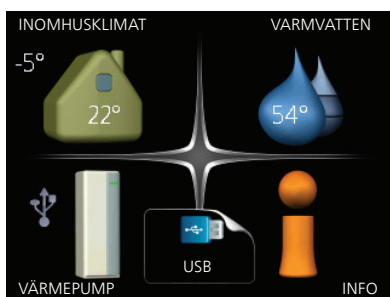 INOMHUSKLIMAT
VARMVATTEN
-5°
22°
54°
USB
VÄRMEPUMP
INFO